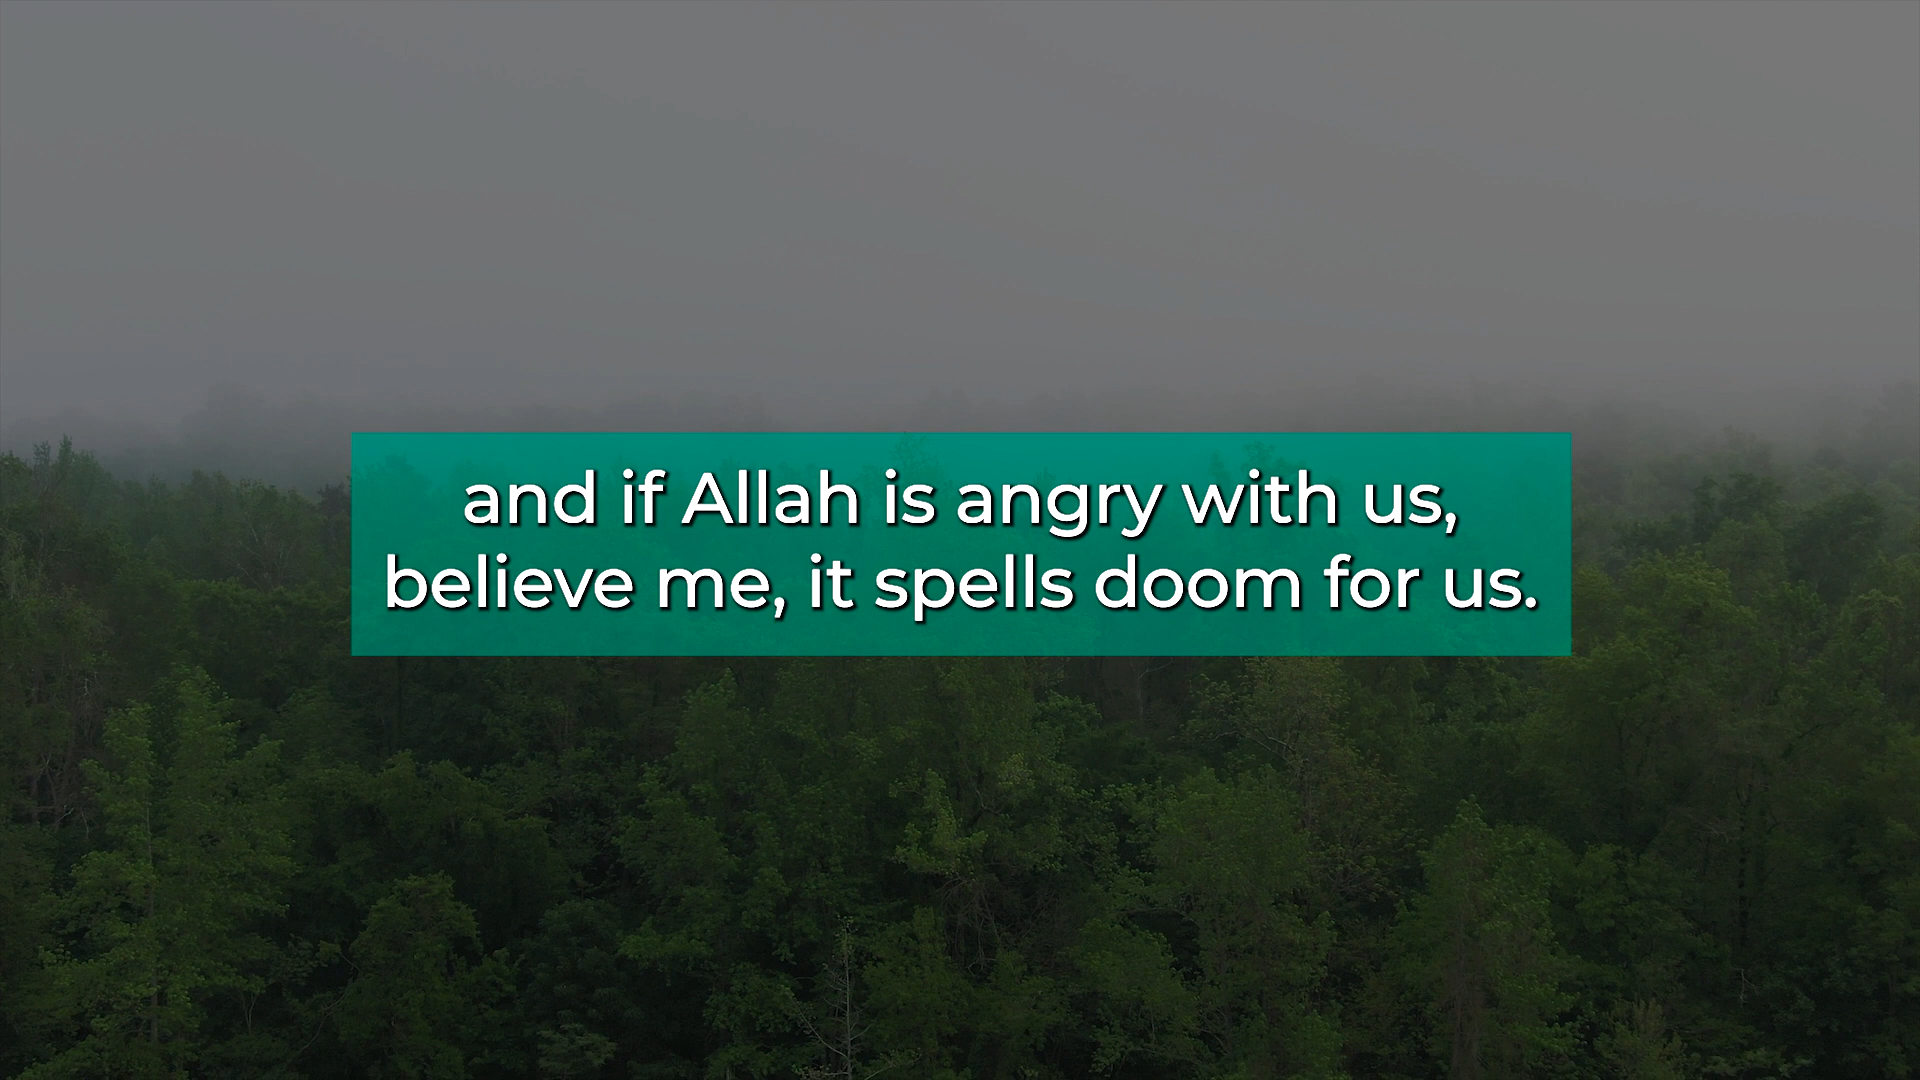 and if Allah is angry with us,
believe me, it spells doom for us.